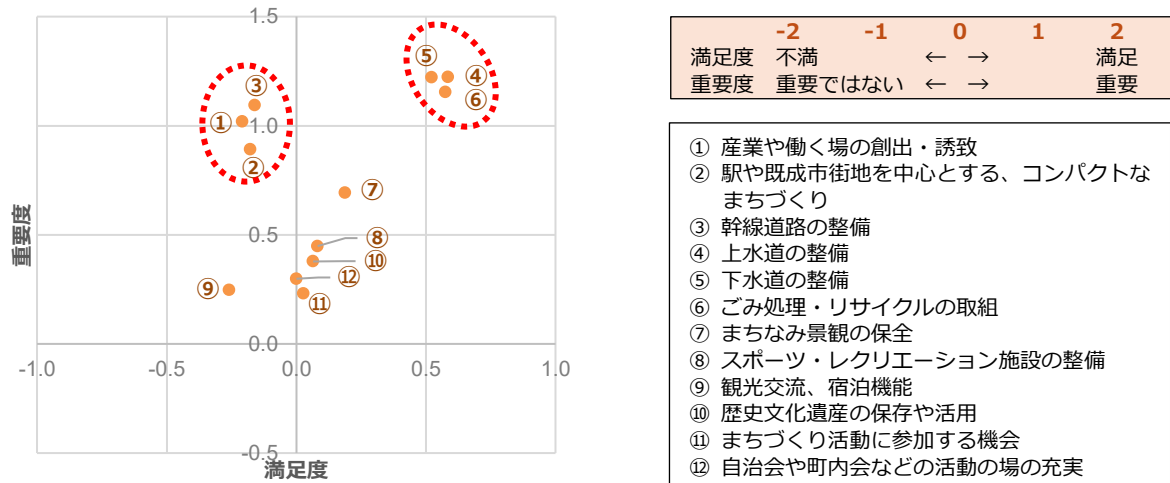 1.5
1.0
0.5
0.0
-0.5
-1.0
-0.5
0.0
0.5
1.0
重要度
満足度
⑤
④
⑥
③
①
②
⑦
⑧
⑩
⑫
⑨
⑪
-2 -1 0 1 2
満足度 不満 ← → 満足
重要度 重要ではない ← → 重要
① 産業や働く場の創出・誘致
② 駅や既成市街地を中心とする、コンパクトな
まちづくり
③ 幹線道路の整備
④ 上水道の整備
⑤ 下水道の整備
⑥ ごみ処理・リサイクルの取組
⑦ まちなみ景観の保全
⑧ スポーツ・レクリエーション施設の整備
⑨ 観光交流、宿泊機能
⑩ 歴史文化遺産の保存や活用
⑪ まちづくり活動に参加する機会
⑫ 自治会や町内会などの活動の場の充実